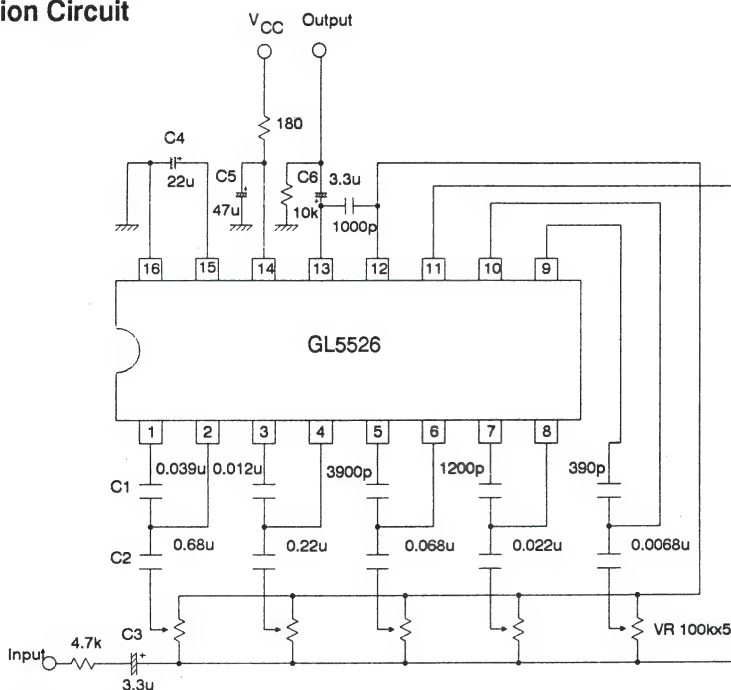 ion Circuit
VCC Output
180
C4
22u
C5
47u
C6
3.3u
10k
1000p
16 15 14 13 12 11 10 9
GL5526
1 2 3 4 5 6 7 8
0.039u 0.012u 3900p 1200p 390p
C1
C2
0.68u 0.22u 0.068u 0.022u 0.0068u
VR 100kx5
Input
4.7k
C3
+
3.3u